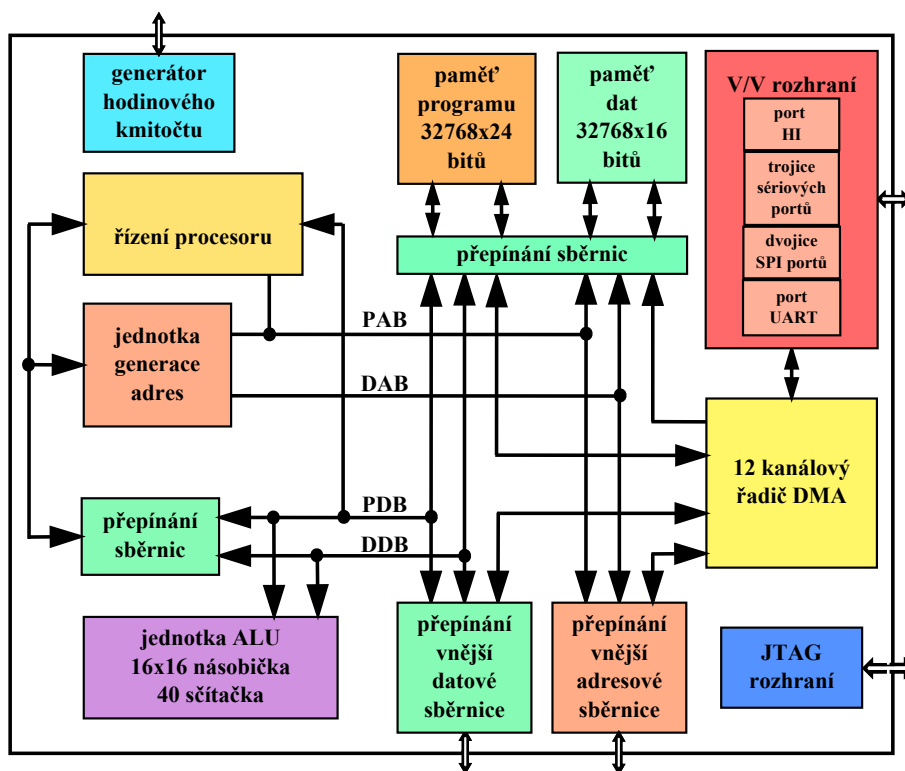 generátor
hodinového
kmitočtu
paměť
programu
32768x24
bitů
paměť
dat
32768x16
bitů
V/V rozhraní
port
HI
trojice
sériových
portů
dvojice
SPI portů
port
UART
řízení procesoru
přepínání sběrnic
jednotka
generace
adres
PAB
DAB
12 kanálový
řadič DMA
přepínání
sběrnic
PDB
DDB
jednotka ALU
16x16 násobička
40 sčítačka
přepínání
vnější
datové
sběrnice
přepínání
vnější
adresové
sběrnice
JTAG
rozhraní